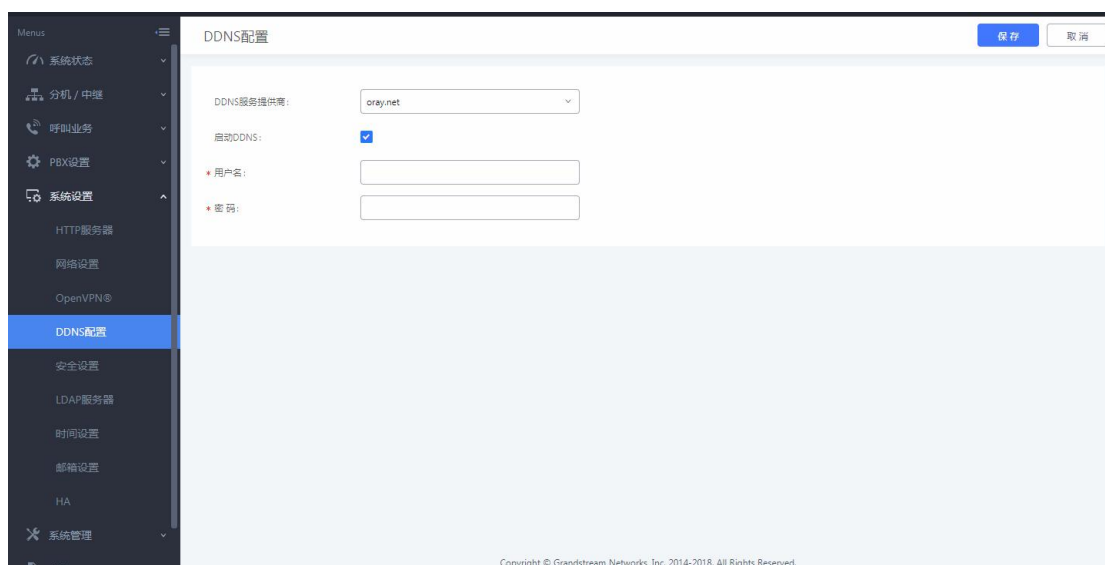 Menus
系统状态
分机 / 中继
呼叫业务
PBX设置
系统设置
HTTP服务器
网络设置
OpenVPN®
DDNS配置
安全设置
LDAP服务器
时间设置
邮箱设置
HA
系统管理
DDNS配置
保存
取消
DDNS服务提供商:
oray.net
启动DDNS:
* 用户名:
* 密码:
Copyright © Grandstream Networks, Inc. 2014-2018. All Rights Reserved.